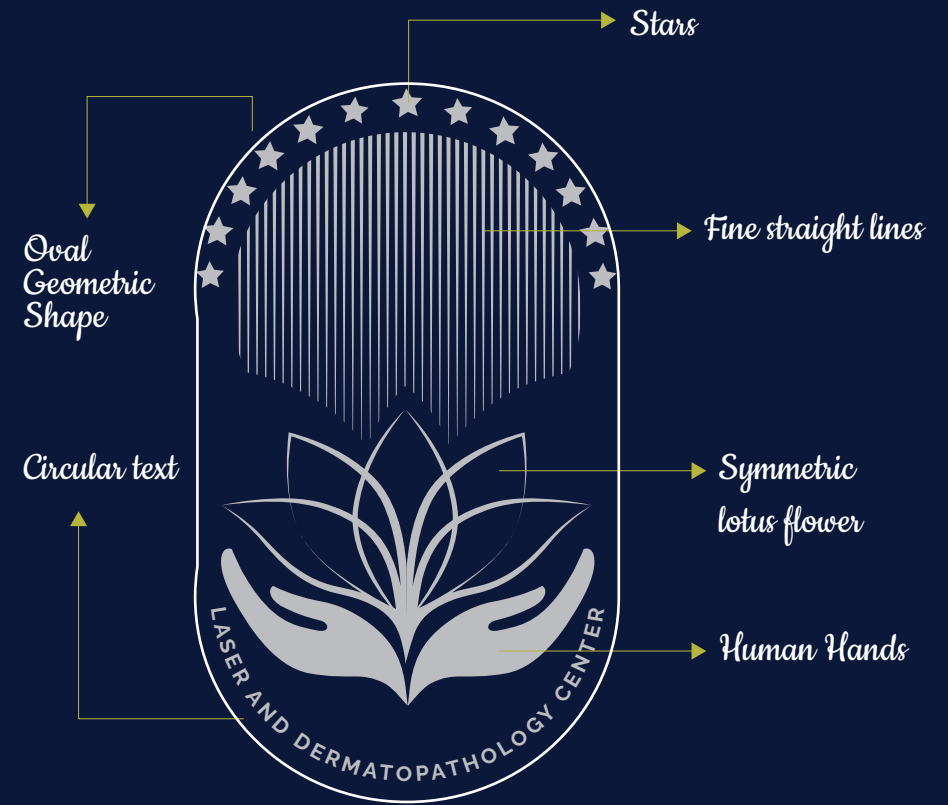 Stars
Oval
Geometric
Shape
Fine straight lines
Circular text
Symmetric
lotus flower
Human Hands
LASER AND DERMATOPATHOLOGY CENTER